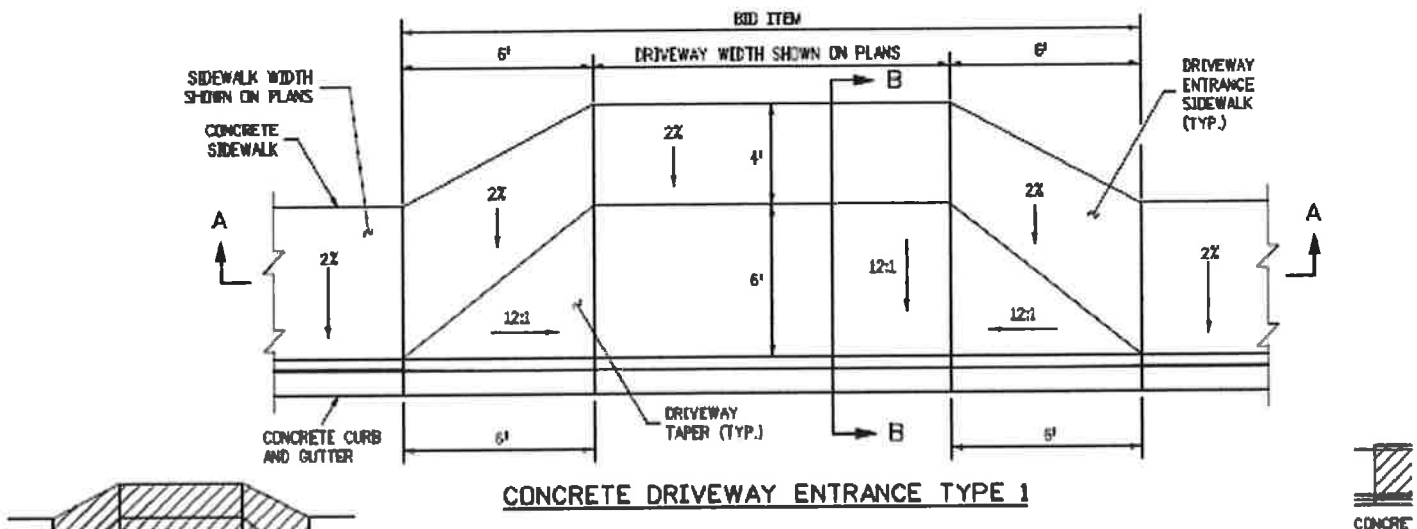 BID ITEM
6'
DRIVEWAY WIDTH SHOWN ON PLANS
6'
SIDEWALK WIDTH
SHOWN ON PLANS
B
DRIVEWAY
ENTRANCE
SIDEWALK
(TYP.)
CONCRETE
SIDEWALK
2%
4'
2%
2%
A
A
2%
6'
12:1
2%
12:1
12:1
CONCRETE CURB
AND GUTTER
6'
DRIVEWAY
TAPER (TYP.)
B
6'
CONCRETE DRIVEWAY ENTRANCE TYPE 1
CONCRE